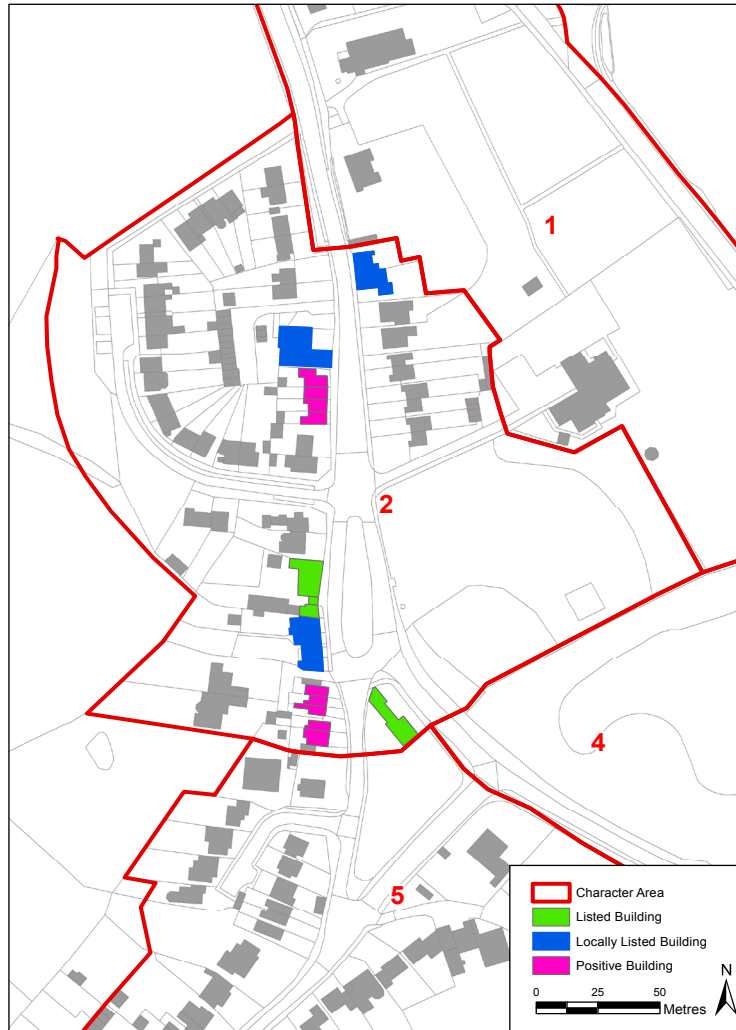 1
2
4
5
Character Area
Listed Building
Locally Listed Building
Positive Building
N
0 25 50
Metres